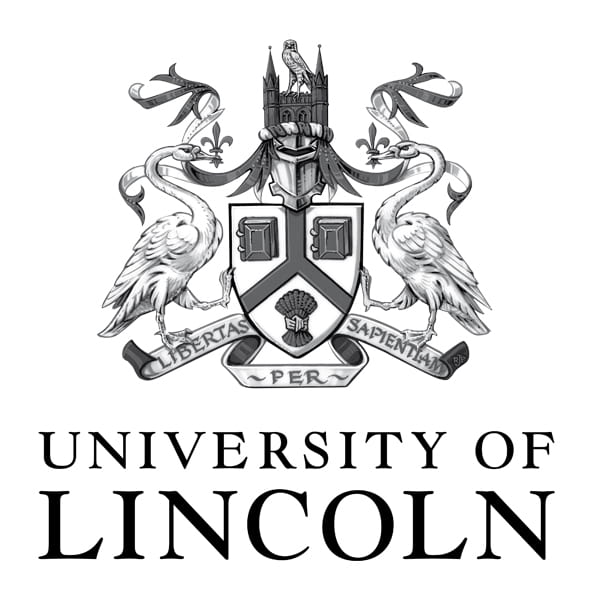 LIBERTAS
~PER~
SAPIENTIAM
UNIVERSITY OF
LINCOLN